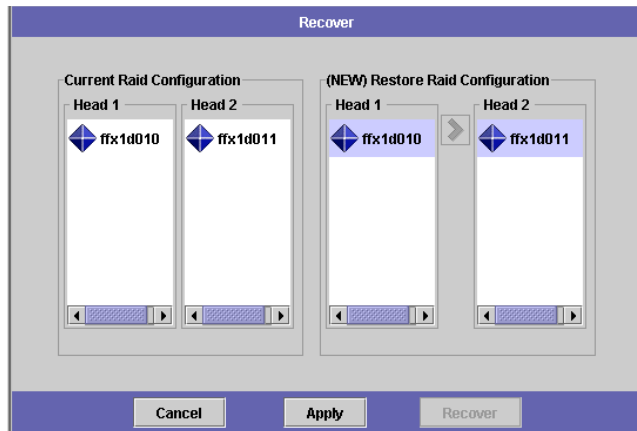 Recover
Current Raid Configuration
(NEW) Restore Raid Configuration
Head 1
Head 2
Head 1
Head 2
ffx1d010
ffx1d011
ffx1d010
ffx1d011
Cancel
Apply
Recover